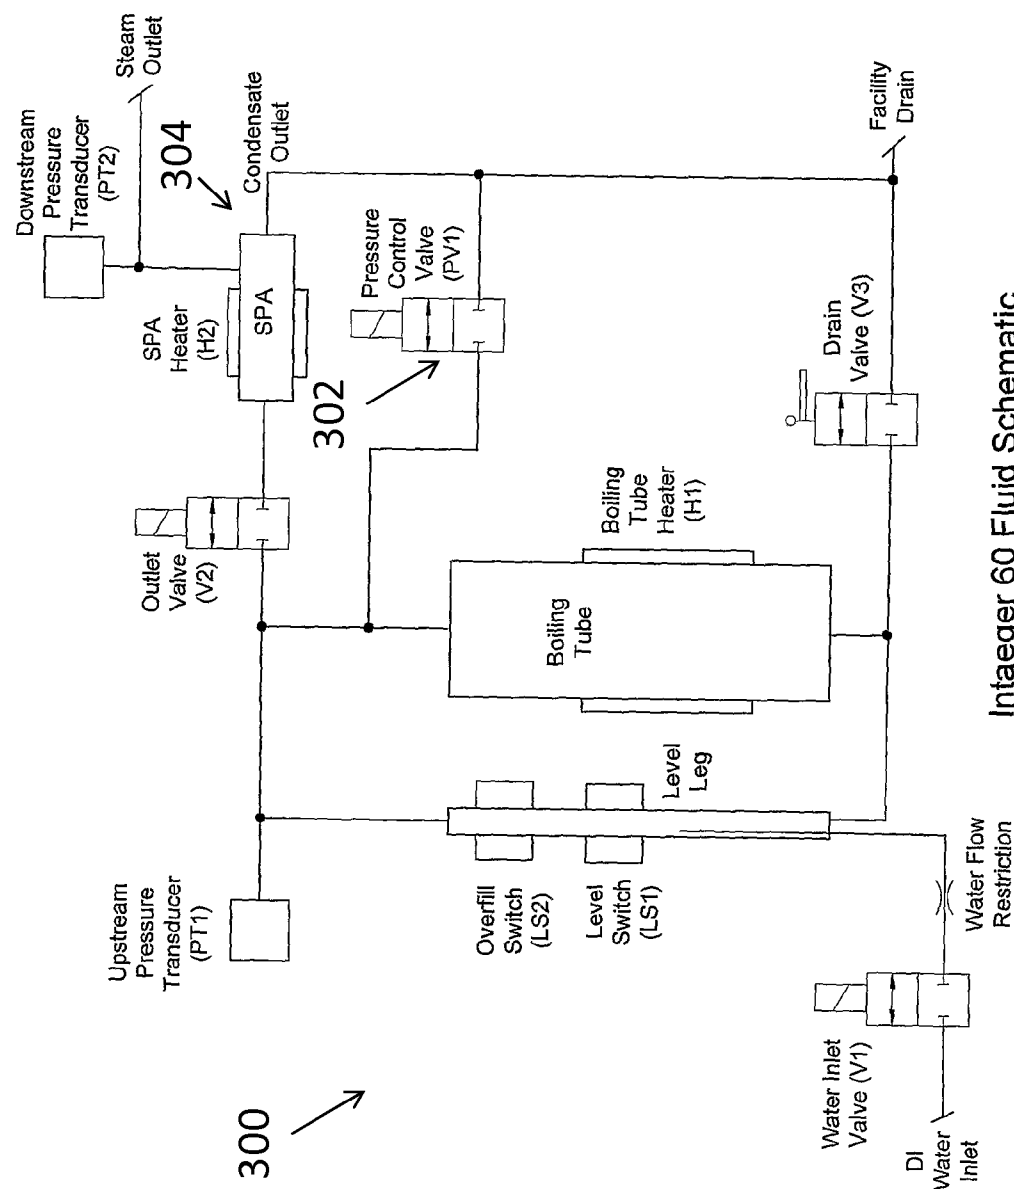 Steam
Outlet
Downstream
Pressure
Transducer
(PT2)
304
Condensate
Outlet
SPA
Heater
(H2)
SPA
Facility
Drain
Pressure
Control
Valve
(PV1)
302
Drain
Valve (V3)
Outlet
Valve
(V2)
Boiling
Tube
Heater
(H1)
Boiling
Tube
Level
Leg
Upstream
Pressure
Transducer
(PT1)
Overfill
Switch
(LS2)
Level
Switch
(LS1)
Water Flow
Restriction
Water Inlet
Valve (V1)
DI
Water
Inlet
300
Intaeger 60 Fluid Schematic